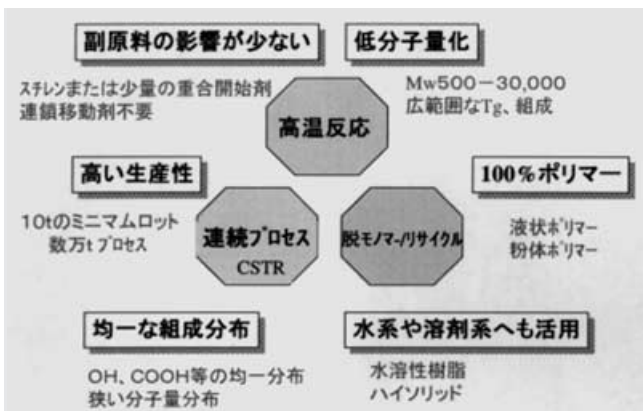 副原料の影響が少ない
低分子量化
スチレンまたは少量の重合開始剤
連鎖移動剤不要
Mw500－30,000
広範囲なTg、組成
高温反応
高い生産性
100%ポリマー
10tのミニマムロット
数万tプロセス
連続プロセス
CSTR
脱モノマー/リサイクル
液状ポリマー
粉体ポリマー
均一な組成分布
水系や溶剤系へも活用
OH、COOH等の均一分布
狭い分子量分布
水溶性樹脂
ハイソリッド